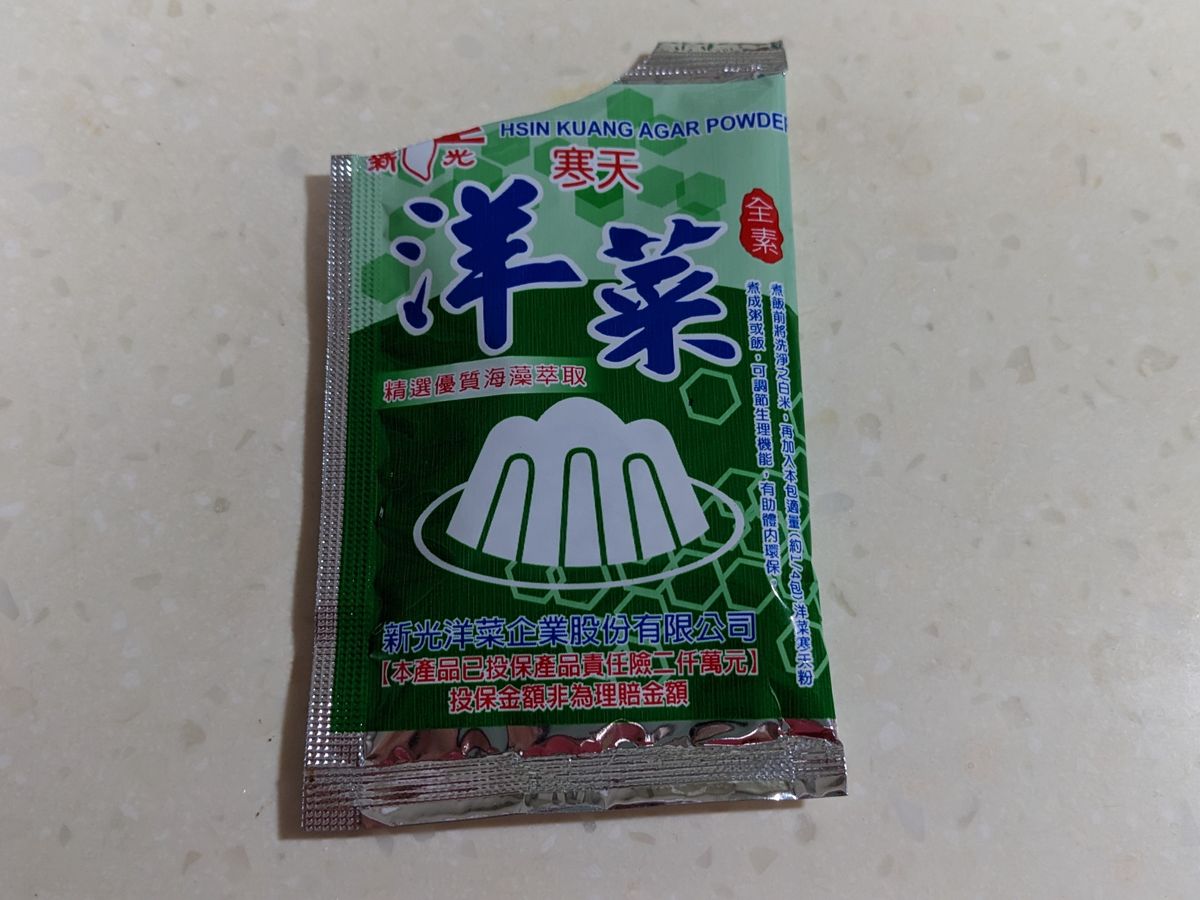 HSIN KUANG AGAR POWDER
新光
寒天
洋菜
全素
精選優質海藻萃取
煮飯前將洗淨之白米，再加入本包適量(約1/4包)洋菜寒天粉
煮成粥或飯，可調節生理機能，有助體內環保。
新光洋菜企業股份有限公司
【本產品已投保產品責任險二仟萬元】
投保金額非為理賠金額